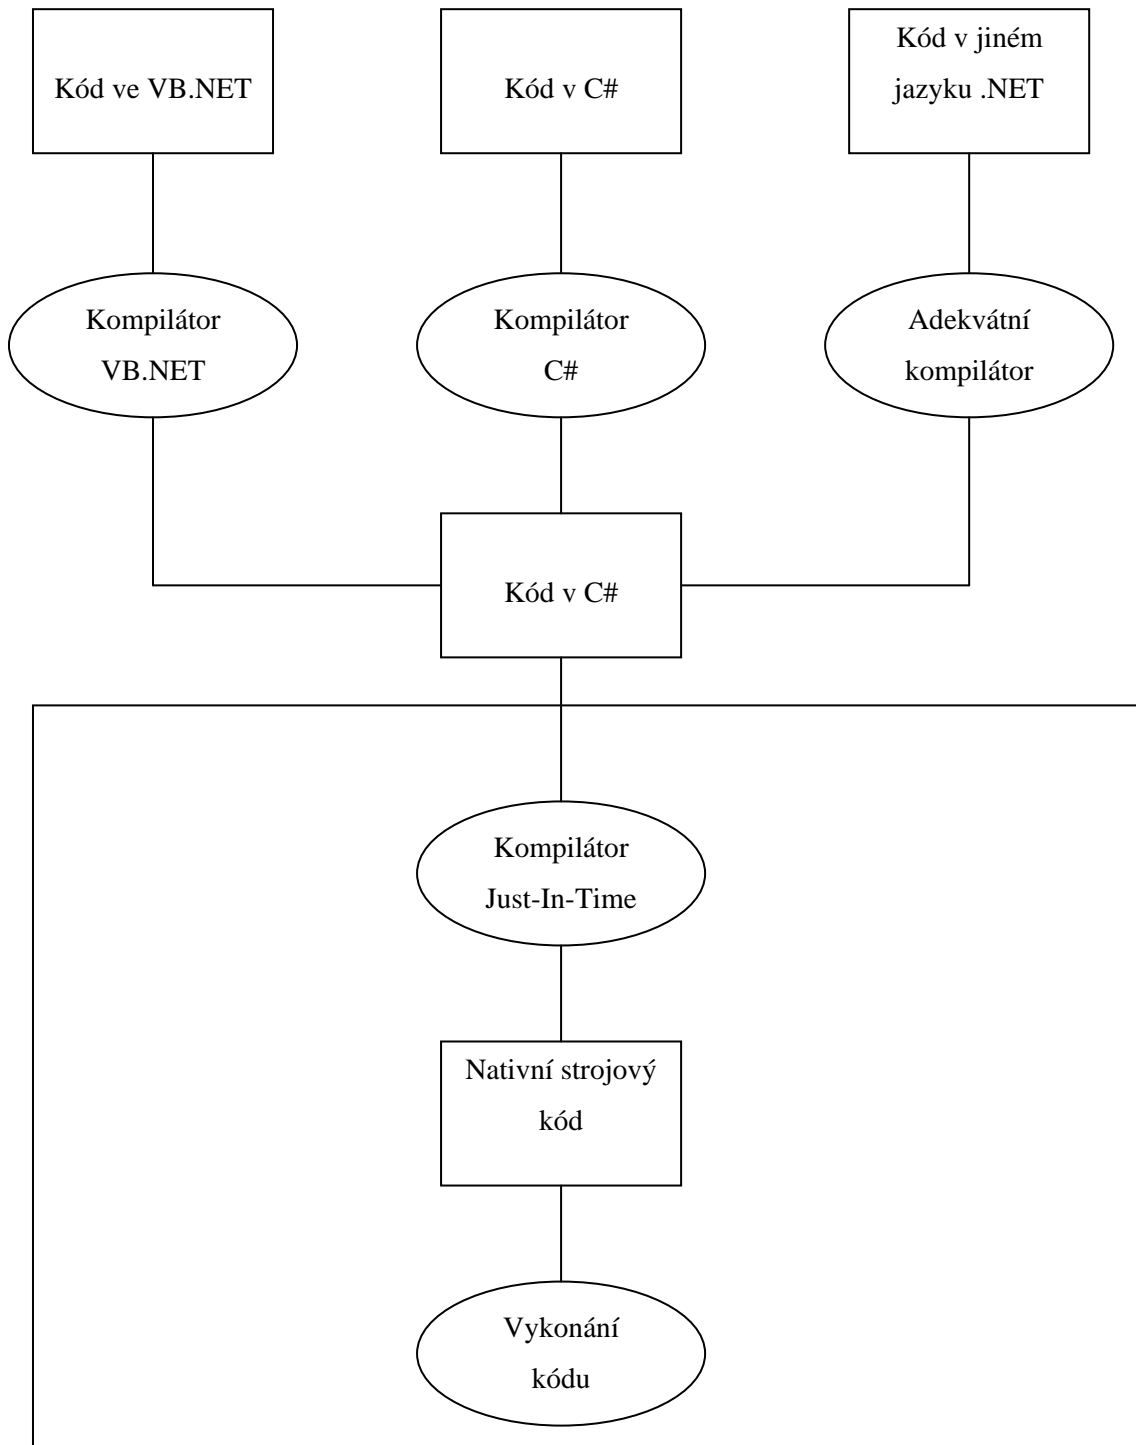 Kód ve VB.NET
Kód v C#
Kód v jiném
jazyku .NET
Kompilátor
VB.NET
Kompilátor
C#
Adekvátní
kompilátor
Kód v C#
Kompilátor
Just-In-Time
Nativní strojový
kód
Vykonání
kódu